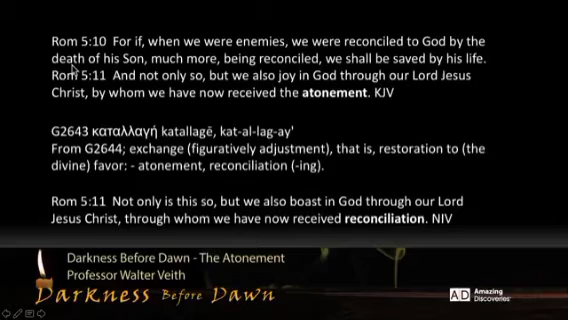 Rom 5:10  For if, when we were enemies, we were reconciled to God by the
death of his Son, much more, being reconciled, we shall be saved by his life.
Rom 5:11  And not only so, but we also joy in God through our Lord Jesus
Christ, by whom we have now received the atonement. KJV
G2643 καταλλαγή katallagē, kat-al-lag-ay'
From G2644; exchange (figuratively adjustment), that is, restoration to (the
divine) favor: - atonement, reconciliation (-ing).
Rom 5:11  Not only is this so, but we also boast in God through our Lord
Jesus Christ, through whom we have now received reconciliation. NIV
Darkness Before Dawn - The Atonement
Professor Walter Veith
Darkness Before Dawn
AD Amazing
Discoveries